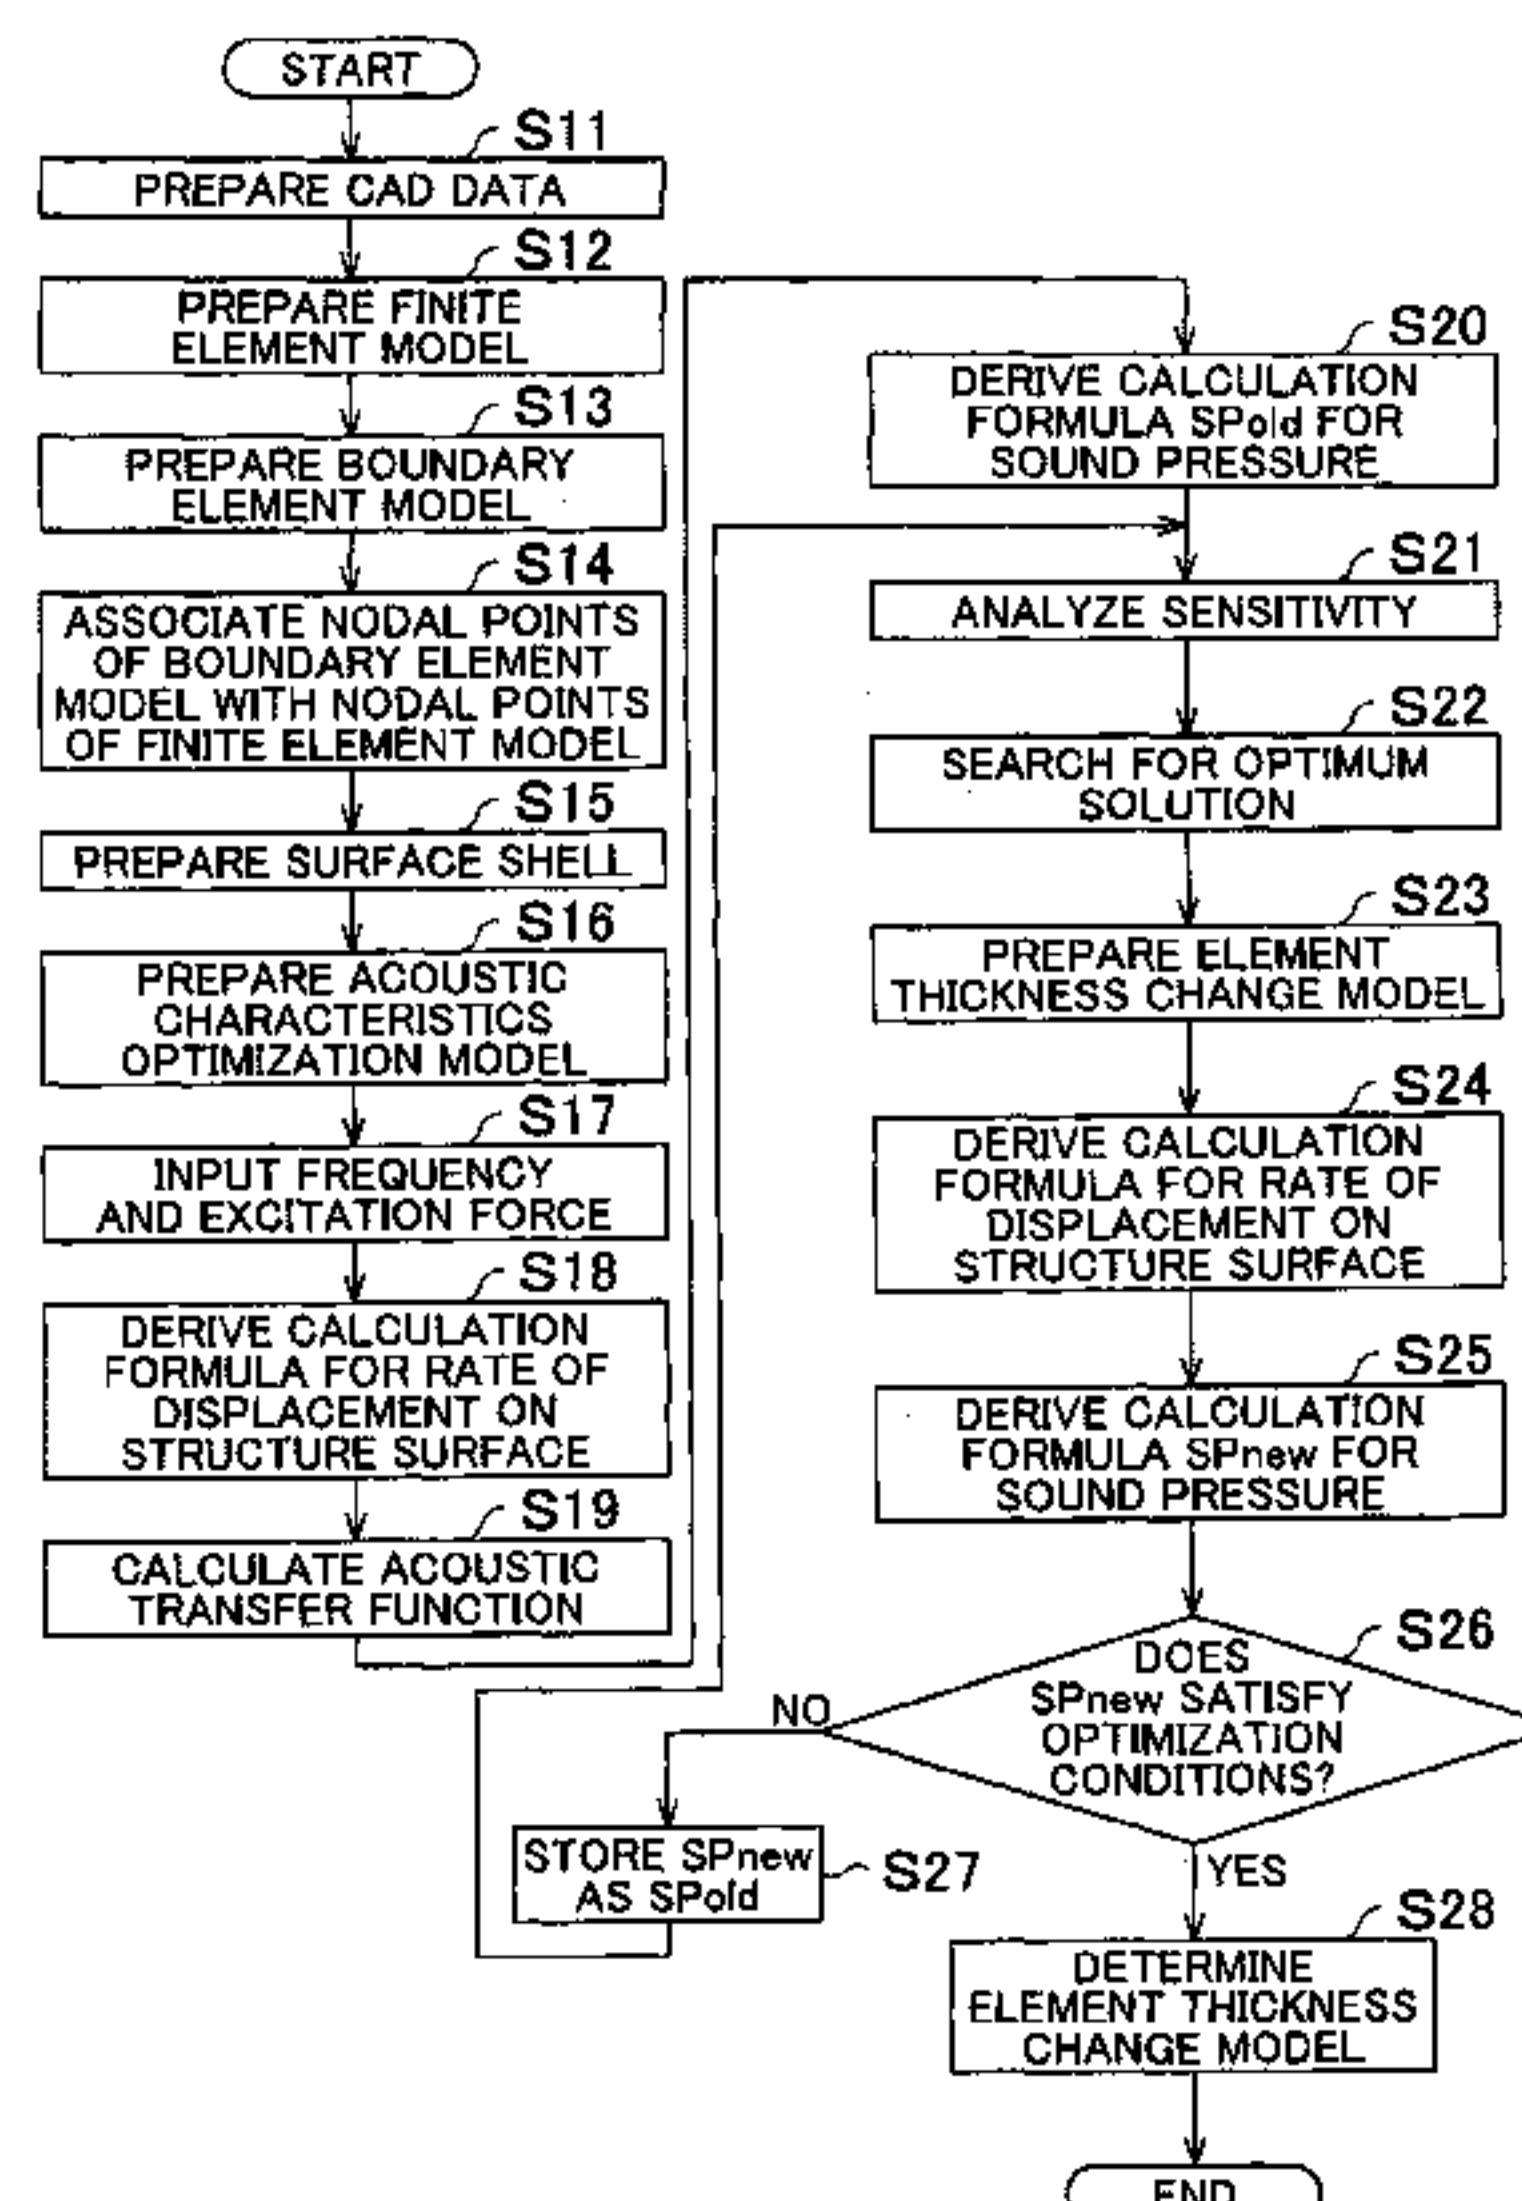 START
S11
PREPARE CAD DATA
S12
PREPARE FINITE
ELEMENT MODEL
S13
PREPARE BOUNDARY
ELEMENT MODEL
S14
ASSOCIATE NODAL POINTS
OF BOUNDARY ELEMENT
MODEL WITH NODAL POINTS
OF FINITE ELEMENT MODEL
S15
PREPARE SURFACE SHELL
S16
PREPARE ACOUSTIC
CHARACTERISTICS
OPTIMIZATION MODEL
S17
INPUT FREQUENCY
AND EXCITATION FORCE
S18
DERIVE CALCULATION
FORMULA FOR RATE OF
DISPLACEMENT ON
STRUCTURE SURFACE
S19
CALCULATE ACOUSTIC
TRANSFER FUNCTION
S20
DERIVE CALCULATION
FORMULA SPold FOR
SOUND PRESSURE
S21
ANALYZE SENSITIVITY
S22
SEARCH FOR OPTIMUM
SOLUTION
S23
PREPARE ELEMENT
THICKNESS CHANGE MODEL
S24
DERIVE CALCULATION
FORMULA FOR RATE OF
DISPLACEMENT ON
STRUCTURE SURFACE
S25
DERIVE CALCULATION
FORMULA SPnew FOR
SOUND PRESSURE
S26
DOES
SPnew SATISFY
OPTIMIZATION
CONDITIONS?
NO
STORE SPnew
AS SPold
S27
YES
S28
DETERMINE
ELEMENT THICKNESS
CHANGE MODEL
END